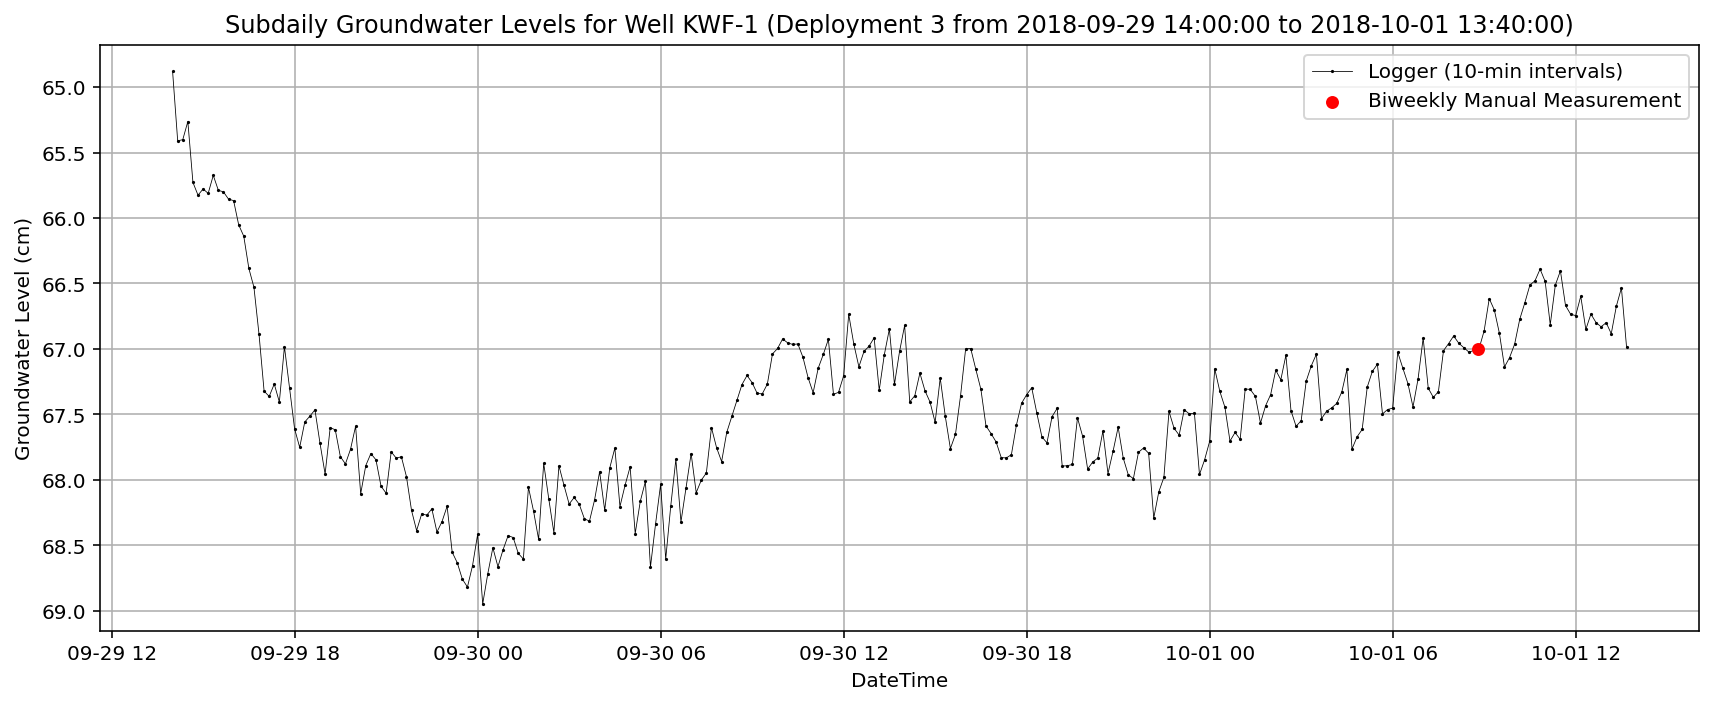 Subdaily Groundwater Levels for Well KWF-1 (Deployment 3 from 2018-09-29 14:00:00 to 2018-10-01 13:40:00)
Logger (10-min intervals)
Biweekly Manual Measurement
Groundwater Level (cm)
65.0
65.5
66.0
66.5
67.0
67.5
68.0
68.5
69.0
09-29 12 09-29 18 09-30 00 09-30 06 09-30 12 09-30 18 10-01 00 10-01 06 10-01 12
DateTime